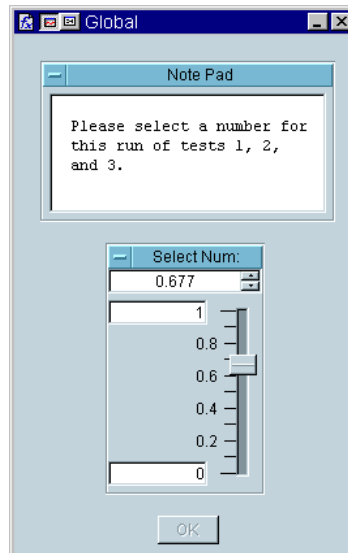 Global
Note Pad
Please select a number for
this run of tests 1, 2,
and 3.
Select Num:
0.677
1
0.8
0.6
0.4
0.2
0
OK